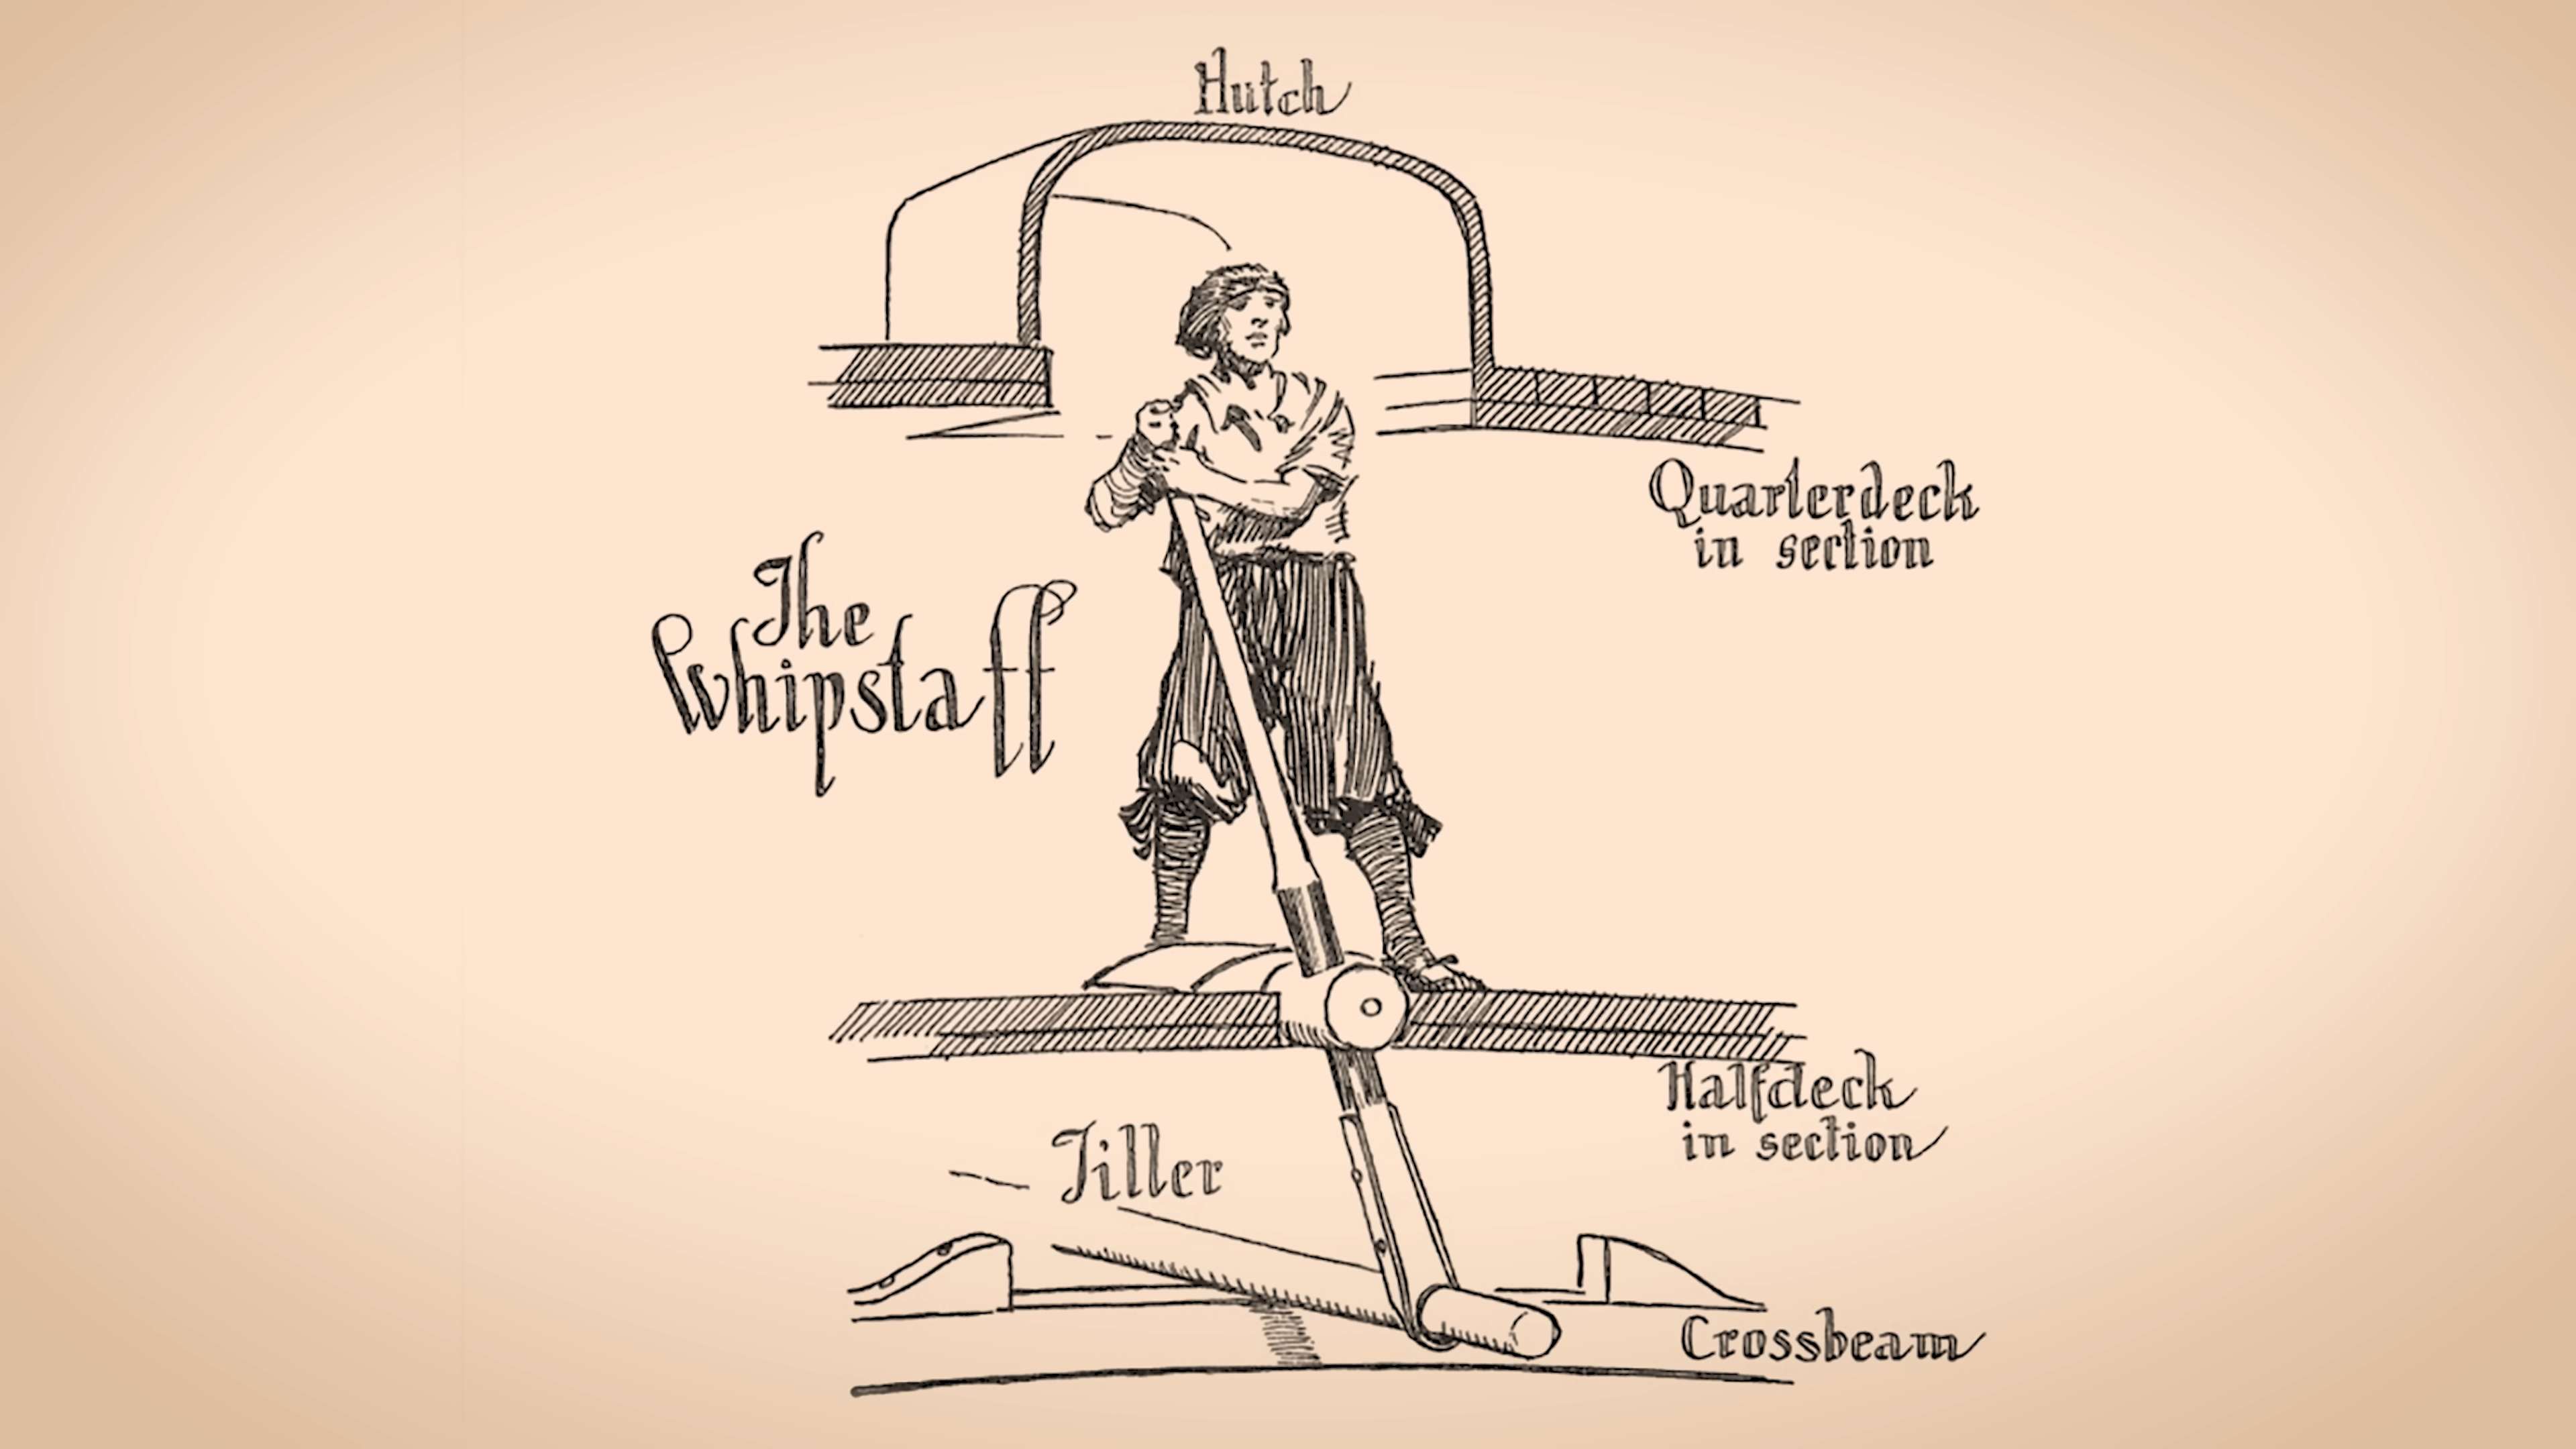 Hutch
Quarterdeck
in section
The
Whipstaff
Halfdeck
in section
Tiller
Crossbeam